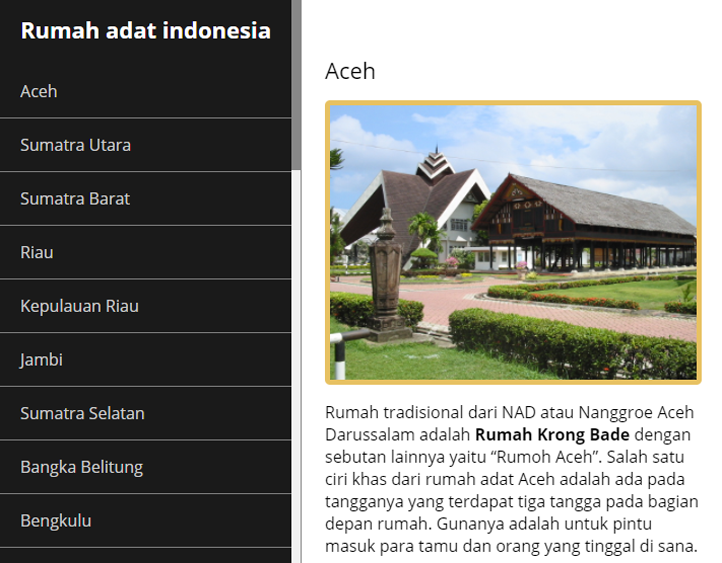 Rumah adat indonesia
Aceh
Sumatra Utara
Sumatra Barat
Riau
Kepulauan Riau
Jambi
Sumatra Selatan
Bangka Belitung
Bengkulu
Aceh
Rumah tradisional dari NAD atau Nanggroe Aceh
Darussalam adalah Rumah Krong Bade dengan
sebutan lainnya yaitu “Rumoh Aceh”. Salah satu
ciri khas dari rumah adat Aceh adalah ada pada
tangganya yang terdapat tiga tangga pada bagian
depan rumah. Gunanya adalah untuk pintu
masuk para tamu dan orang yang tinggal di sana.